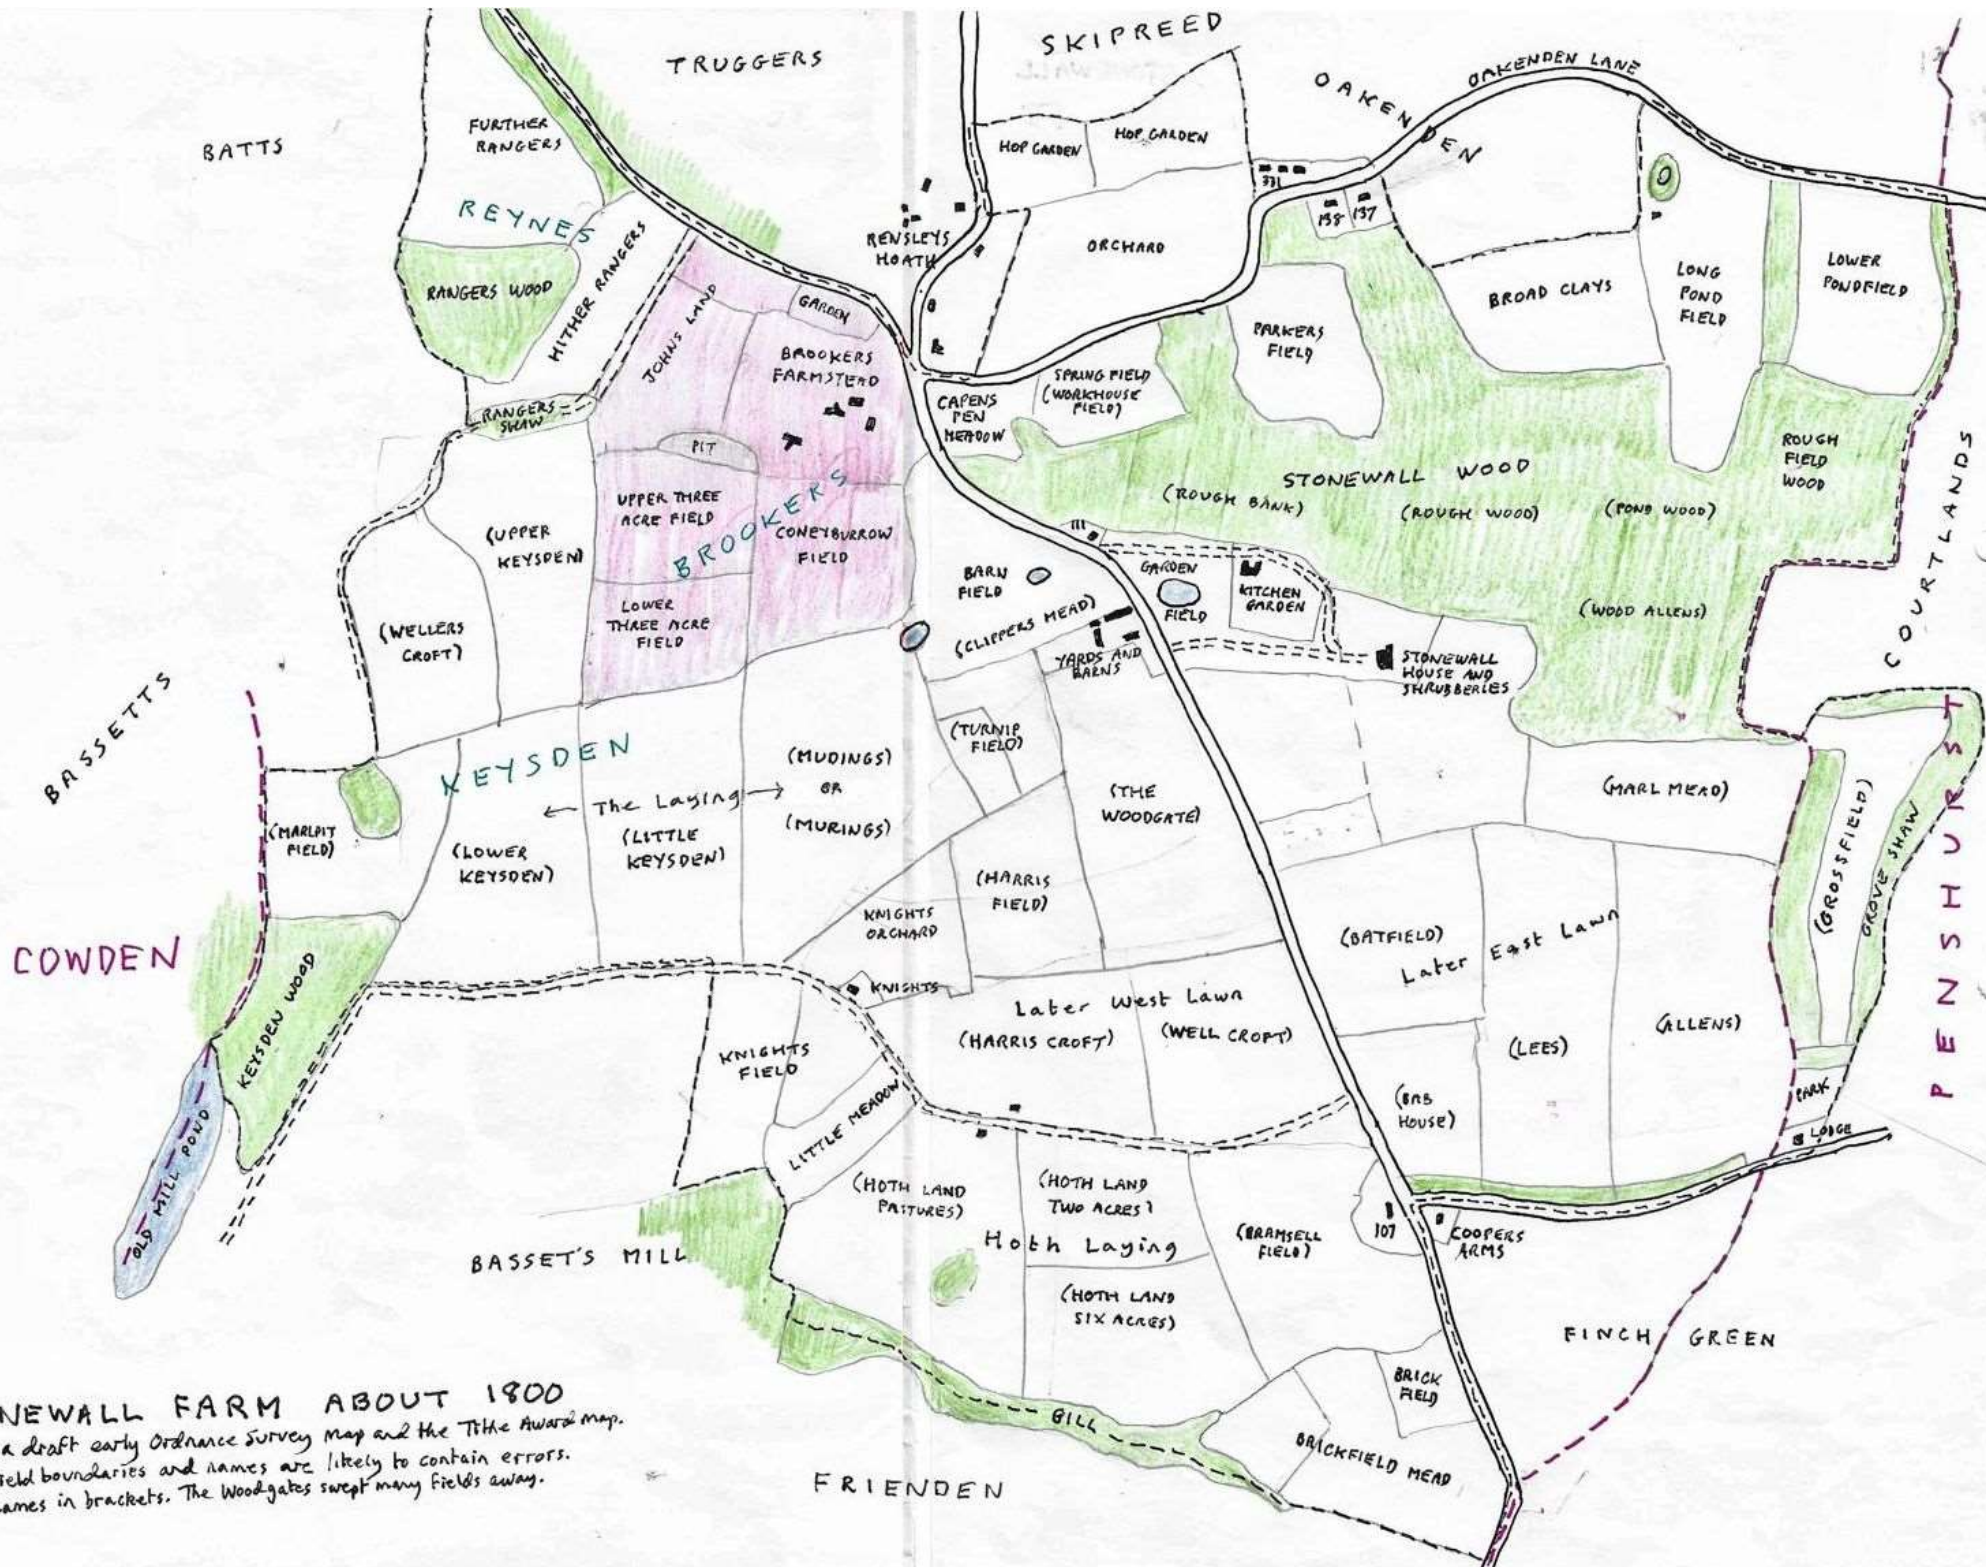 SKIPREED
TRUGGERS
OAKENDEN LANE
OAKENDEN
BATTS
FURTHER
RANGERS
HOP GARDEN
HOP GARDEN
331
138
137
REYNES
RENSLEYS
HOATH
ORCHARD
RANGERS WOOD
HITHER RANGERS
JOHNS LAND
GARDEN
BROAD CLAYS
LONG
POND
FIELD
LOWER
PONDFIELD
PARKERS
FIELD
BROOKERS
FARMSTEAD
SPRING FIELD
(WORKHOUSE
FIELD)
CAPENS
PEN
MEADOW
RANGERS
SHAW
PIT
ROUGH
FIELD
WOOD
STONEWALL WOOD
(ROUGH BANK)
(ROUGH WOOD)
(POND WOOD)
COURTLANDS
UPPER THREE
ACRE FIELD
BROOKERS
CONEYBURROW
FIELD
(UPPER
KEYSDEN)
111
BARN
FIELD
GARDEN
FIELD
KITCHEN
GARDEN
(WOOD ALLENS)
(WELLERS
CROFT)
LOWER
THREE ACRE
FIELD
(CLIPPERS MEAD)
YARDS AND
BARNS
STONEWALL
HOUSE AND
SHRUBBERIES
BASSETTS
KEYSDEN
(TURNIP
FIELD)
(MUDINGS)
OR
(MURINGS)
← The Laying →
(THE
WOODGATE)
(MARL MEAD)
(MARLPIT
FIELD)
(LOWER
KEYSDEN)
(LITTLE
KEYSDEN)
(HARRIS
FIELD)
KNIGHTS
ORCHARD
(CROSSFIELD)
GROVE SHAW
PENSHURST
COWDEN
(BATFIELD)
Later East Lawn
KEYSDEN WOOD
KNIGHTS
Later West Lawn
(HARRIS CROFT)
(WELL CROFT)
(LEES)
(ALLENS)
KNIGHTS
FIELD
LITTLE MEADOW
HOUSE)
PARK
LODGE
OLD MILL POND
(HOTH LAND
PASTURES)
(HOTH LAND
TWO ACRES)
Hoth Laying
(BRAMSELL
FIELD)
107
COOPERS
ARMS
BASSET'S MILL
(HOTH LAND
SIX ACRES)
FINCH GREEN
BRICK
FIELD
GILL
BRICKFIELD MEAD
FRIENDEN
NEWALL FARM ABOUT 1800
a draft early Ordnance Survey map and the Tithe Award map.
ield boundaries and names are likely to contain errors.
ames in brackets. The Woodgates swept many fields away.